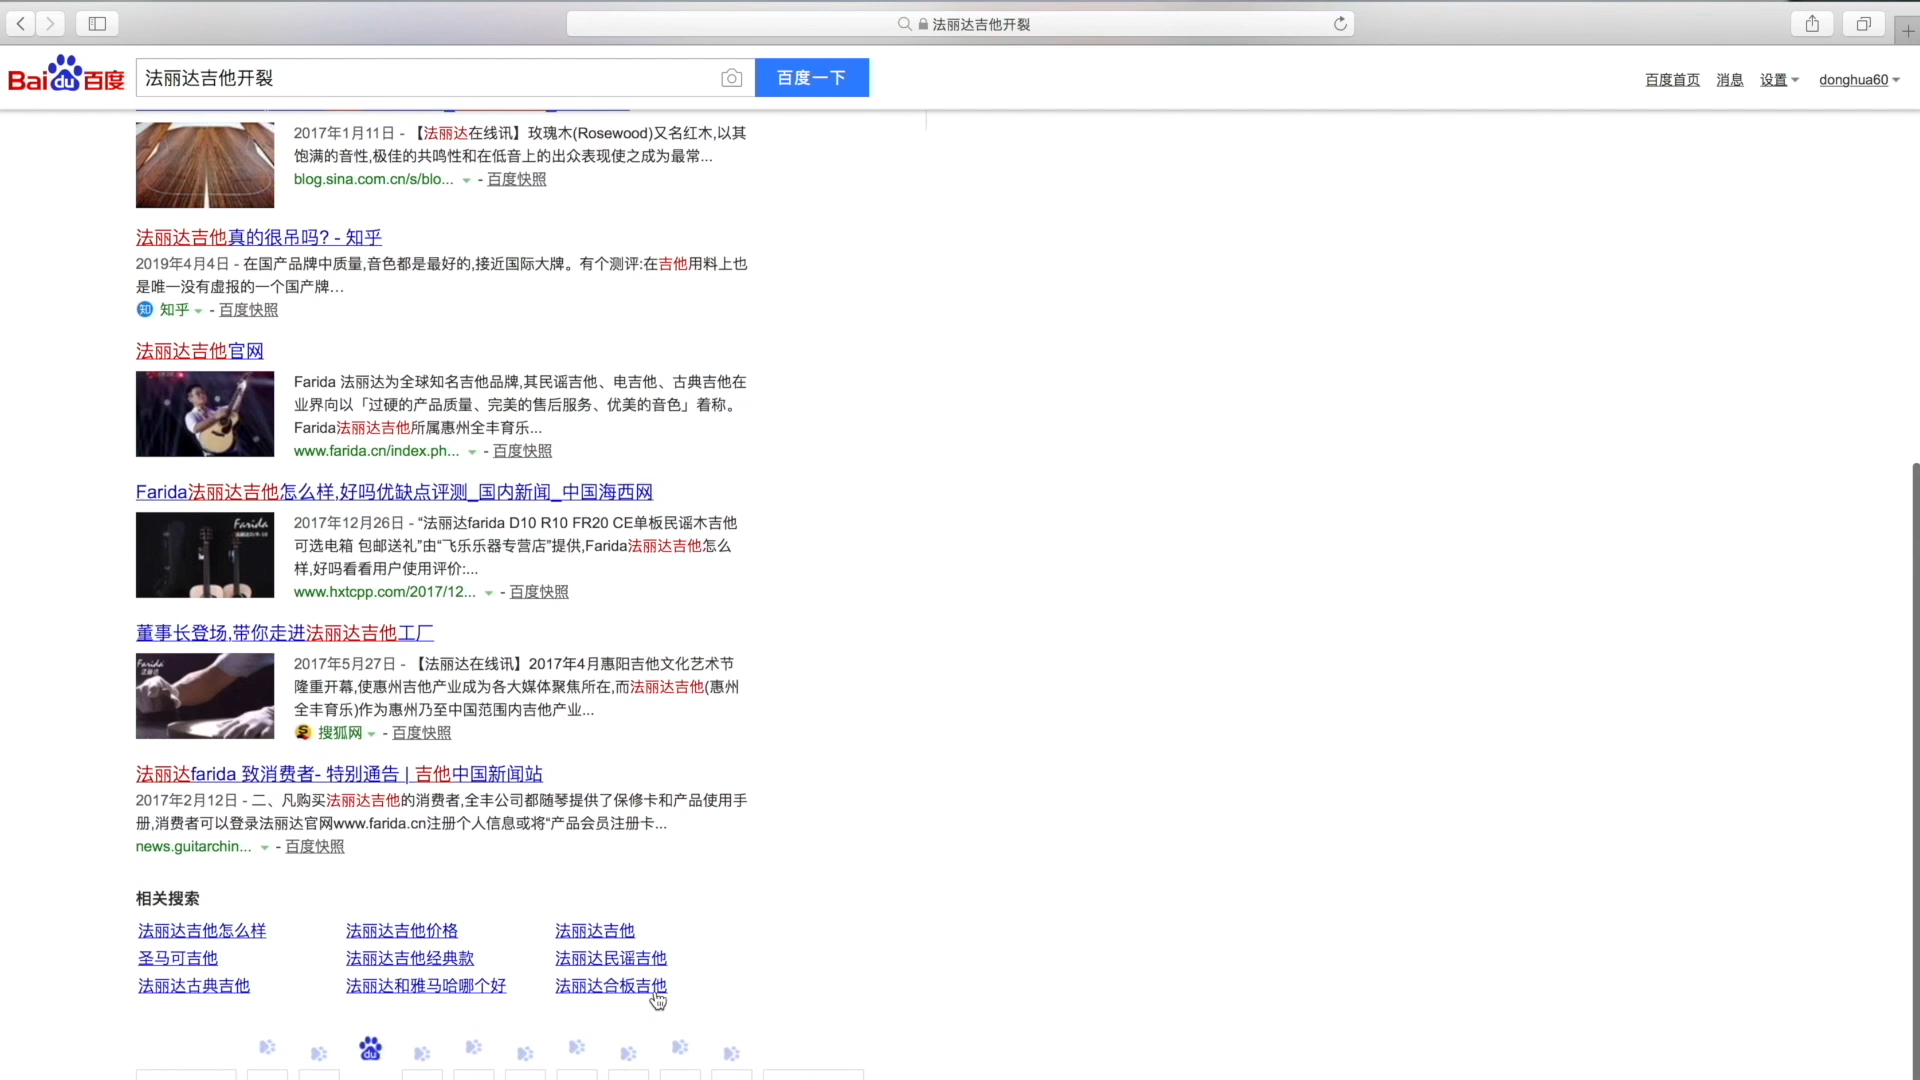 法丽达吉他开裂
Bai du 百度
法丽达吉他开裂
百度一下
百度首页 消息 设置 donghua60
2017年1月11日 - 【法丽达在线讯】玫瑰木(Rosewood)又名红木,以其
饱满的音性,极佳的共鸣性和在低音上的出众表现使之成为最常...
blog.sina.com.cn/s/blo... - 百度快照
法丽达吉他真的很吊吗? - 知乎
2019年4月4日 - 在国产品牌中质量,音色都是最好的,接近国际大牌。有个测评:在吉他用料上也
是唯一没有虚报的一个国产牌…
知 知乎 - 百度快照
法丽达吉他官网
Farida 法丽达为全球知名吉他品牌,其民谣吉他、电吉他、古典吉他在
业界向以「过硬的产品质量、完美的售后服务、优美的音色」着称。
Farida法丽达吉他所属惠州全丰育乐...
www.farida.cn/index.ph... - 百度快照
Farida法丽达吉他怎么样,好吗优缺点评测_国内新闻_中国海西网
Farida
2017年12月26日 - “法丽达farida D10 R10 FR20 CE单板民谣木吉他
可选电箱 包邮送礼”由“飞乐乐器专营店”提供,Farida法丽达吉他怎么
样,好吗看看用户使用评价:...
www.hxtcpp.com/2017/12... - 百度快照
董事长登场,带你走进法丽达吉他工厂
Farida
法丽达
2017年5月27日 - 【法丽达在线讯】2017年4月惠阳吉他文化艺术节
隆重开幕,使惠州吉他产业成为各大媒体聚焦所在,而法丽达吉他(惠州
全丰育乐)作为惠州乃至中国范围内吉他产业...
搜狐网 - 百度快照
法丽达farida 致消费者- 特别通告 | 吉他中国新闻站
2017年2月12日 - 二、凡购买法丽达吉他的消费者,全丰公司都随琴提供了保修卡和产品使用手
册,消费者可以登录法丽达官网www.farida.cn注册个人信息或将“产品会员注册卡...
news.guitarchin... - 百度快照
相关搜索
法丽达吉他怎么样 法丽达吉他价格 法丽达吉他
圣马可吉他 法丽达吉他经典款 法丽达民谣吉他
法丽达古典吉他 法丽达和雅马哈哪个好 法丽达合板吉他
du